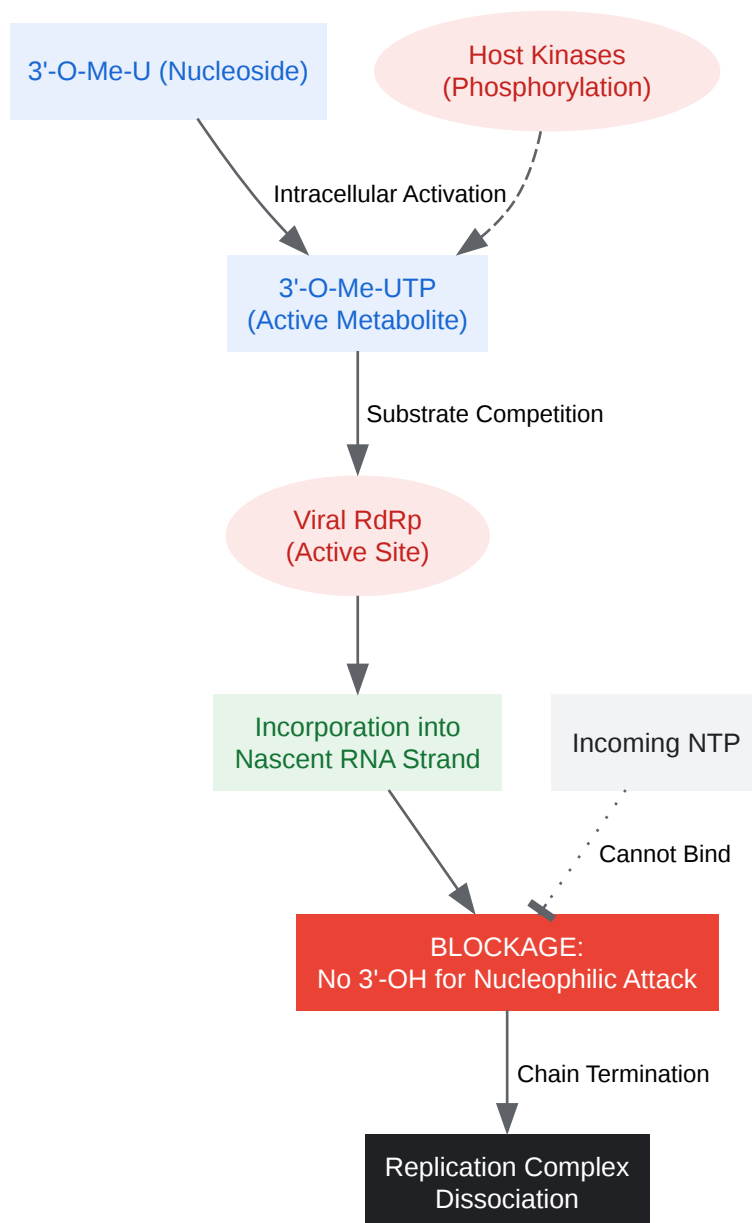 3'-O-Me-U (Nucleoside)
Host Kinases
(Phosphorylation)
Intracellular Activation
3'-O-Me-UTP
(Active Metabolite)
Substrate Competition
Viral RdRp
(Active Site)
Incorporation into
Nascent RNA Strand
Incoming NTP
Cannot Bind
BLOCKAGE:
No 3'-OH for Nucleophilic Attack
Chain Termination
Replication Complex
Dissociation